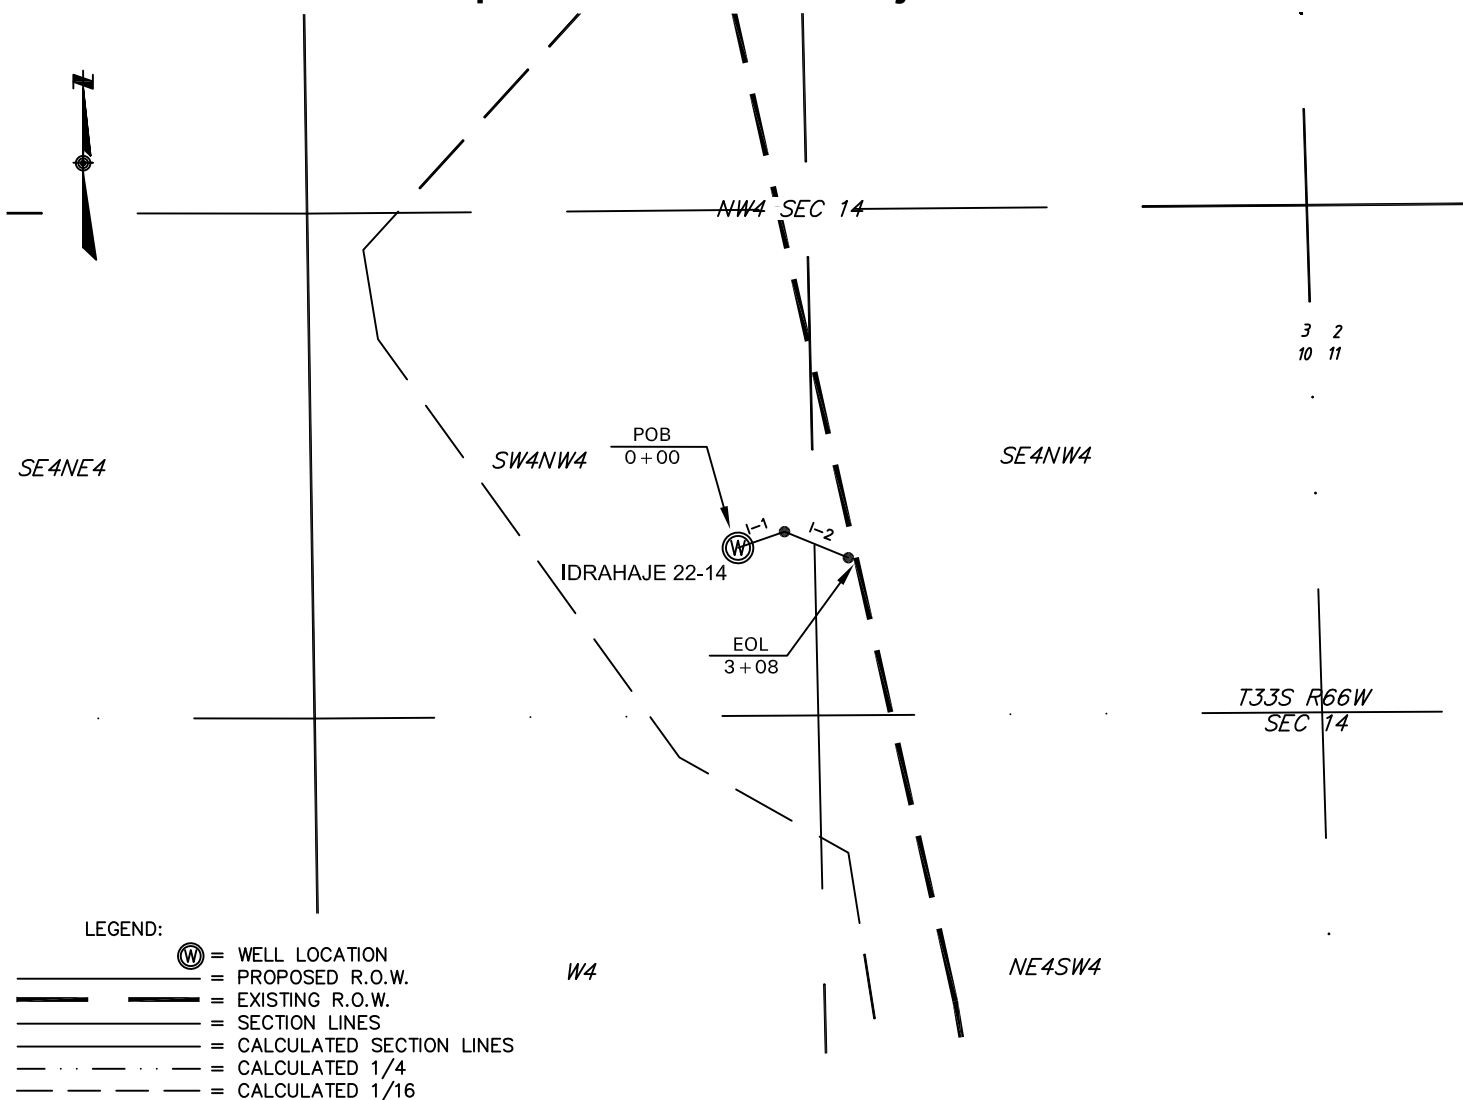 N
NW4 SEC 14
3 2
10 11
POB
0+00
SE4NE4
SW4NW4
SE4NW4
I-1
I-2
W
IDRAHAJE 22-14
EOL
3+08
T33S R66W
SEC 14
LEGEND:
W = WELL LOCATION
= PROPOSED R.O.W.
= EXISTING R.O.W.
= SECTION LINES
= CALCULATED SECTION LINES
= CALCULATED 1/4
= CALCULATED 1/16
W4
NE4SW4